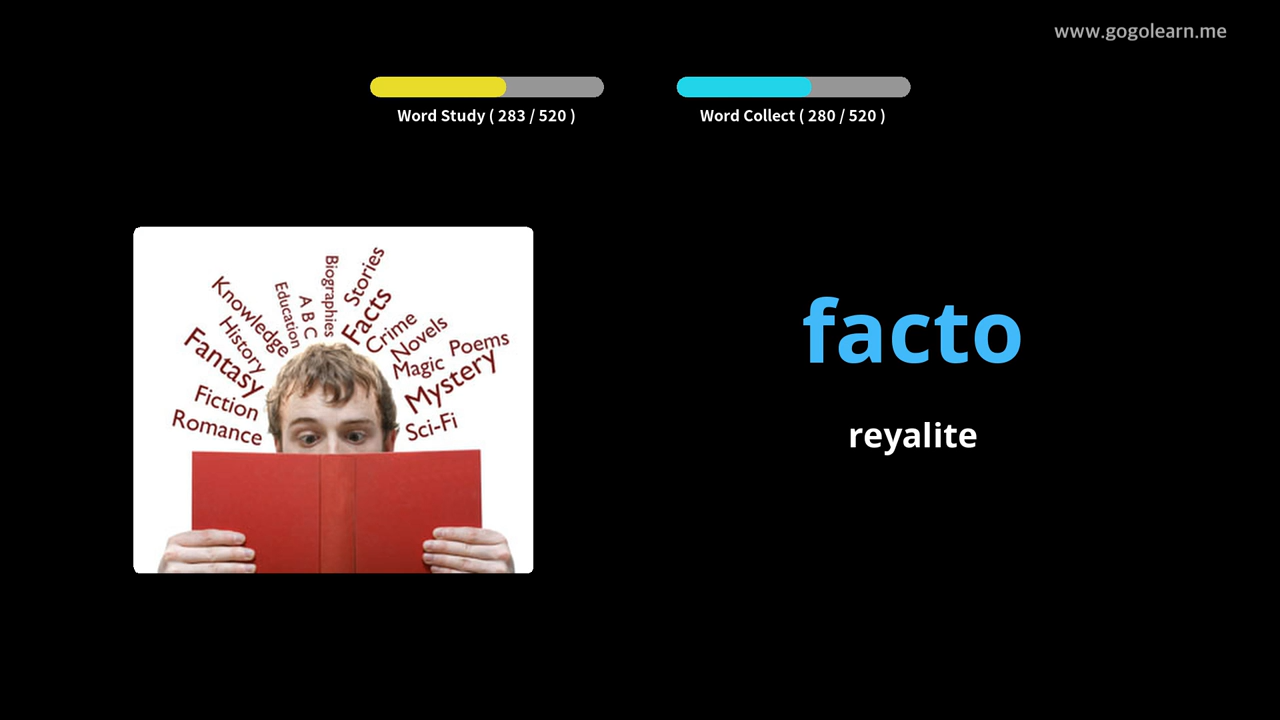 www.gogolearn.me
Word Study ( 283 / 520 )
Word Collect ( 280 / 520 )
Knowledge
Education
A B C
Biographies
Stories
Facts
Crime
Novels
Poems
History
Magic
Fantasy
Mystery
Fiction
Sci-Fi
Romance
facto
reyalite